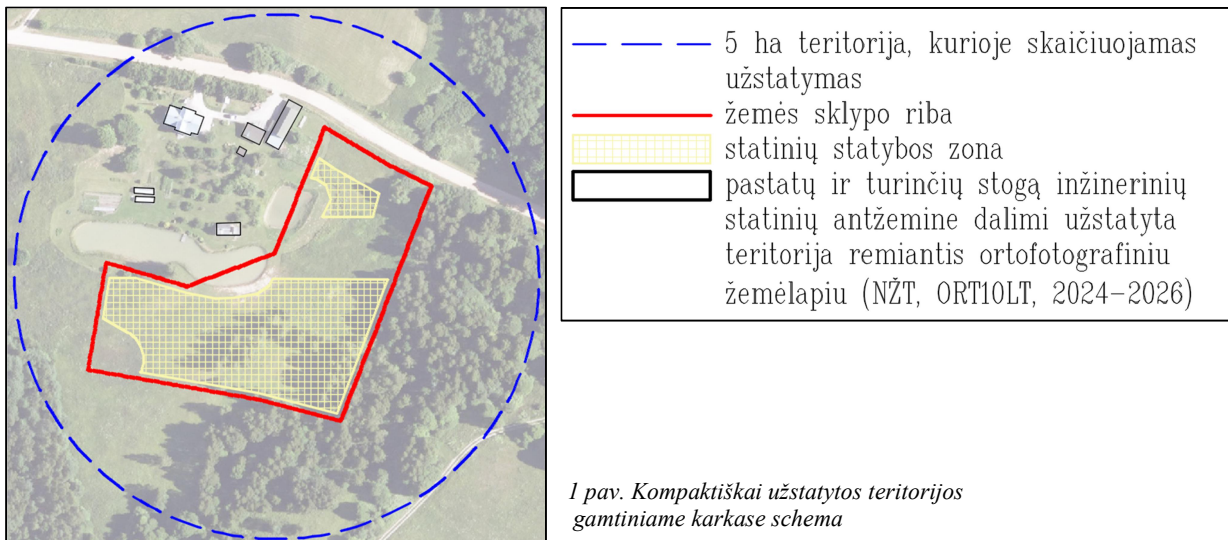 5 ha teritorija, kurioje skaičiuojamas
užstatymas
žemės sklypo riba
statinių statybos zona
pastatų ir turinčių stogą inžinerinių
statinių antžemine dalimi užstatyta
teritorija remiantis ortofotografiniu
žemėlapiu (NŽT, ORT10LT, 2024–2026)
1 pav. Kompaktiškai užstatytos teritorijos
gamtiniame karkase schema